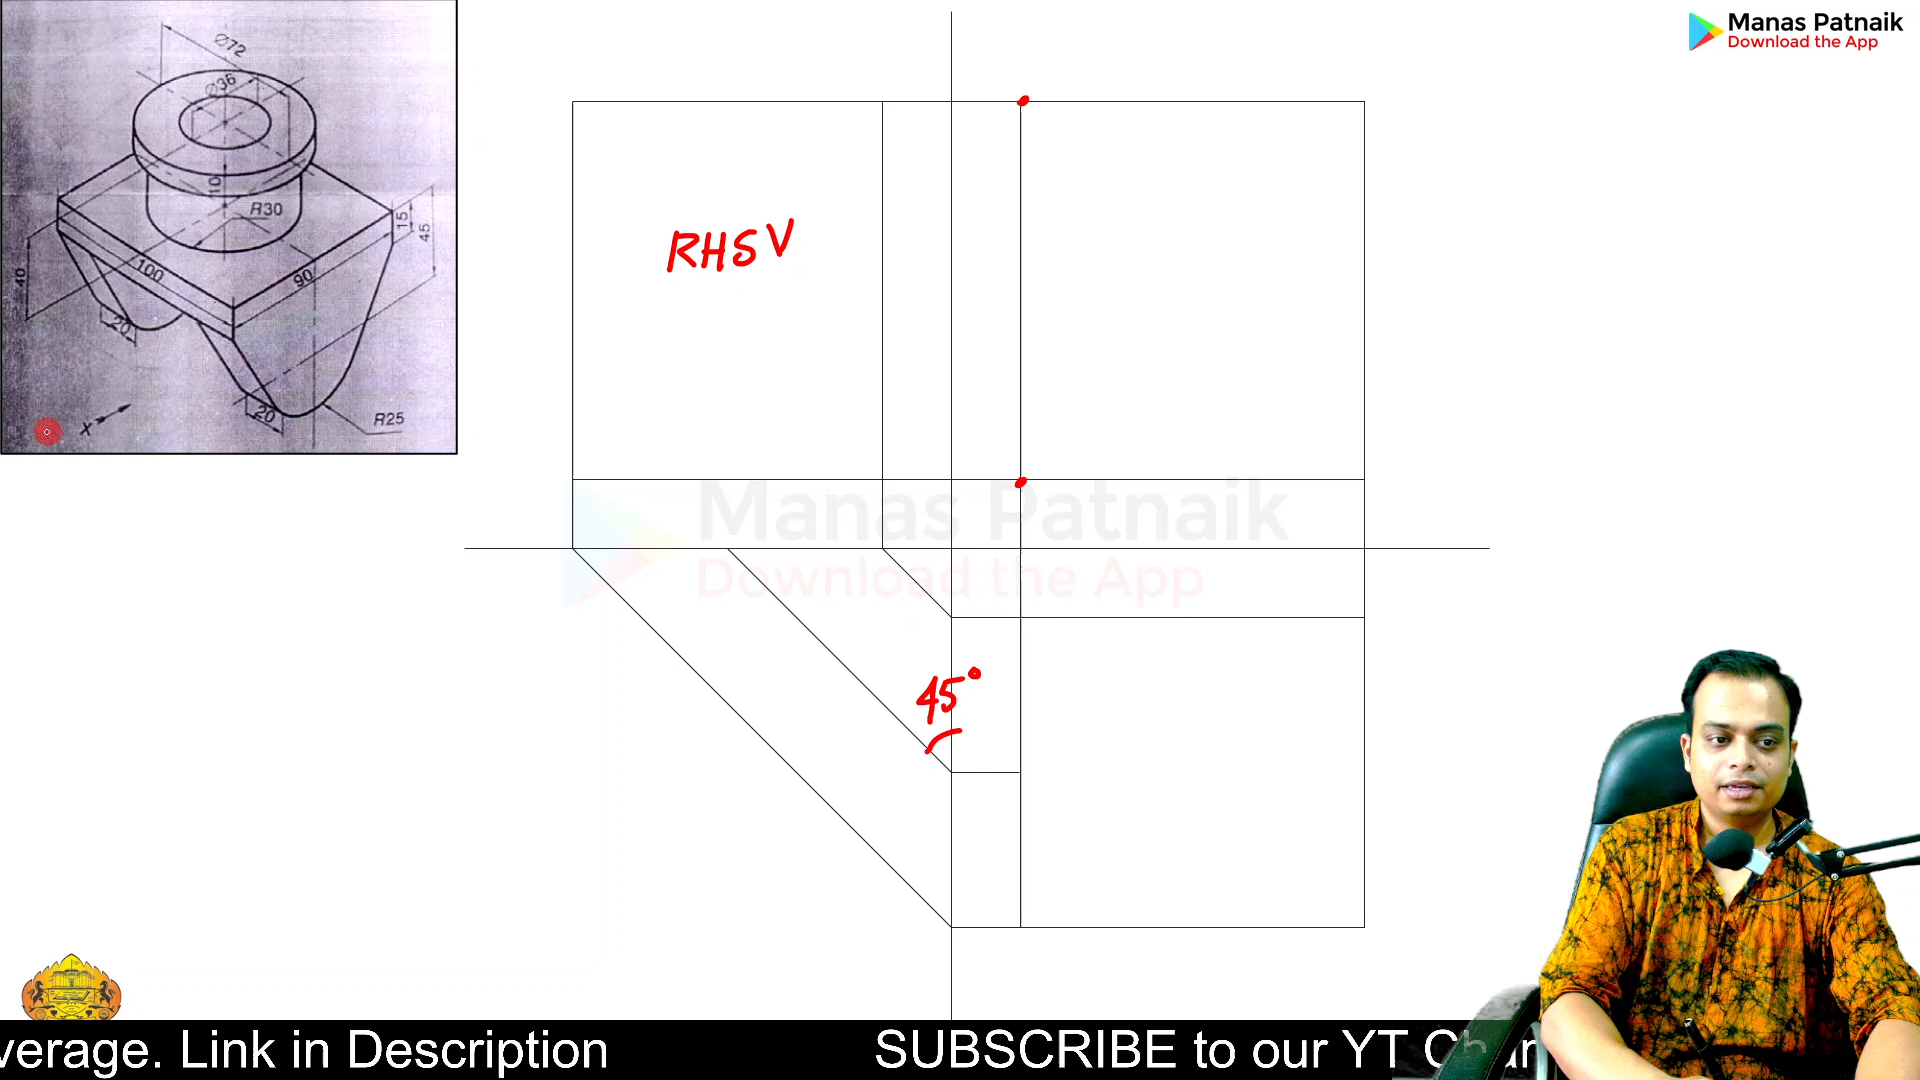 Manas Patnaik
Download the App
Ø72
Ø36
10
R30
15
45
100
90
40
20
20
R25
X
RHSV
Manas Patnaik
Download the App
45°
verage. Link in Description
SUBSCRIBE to our YT